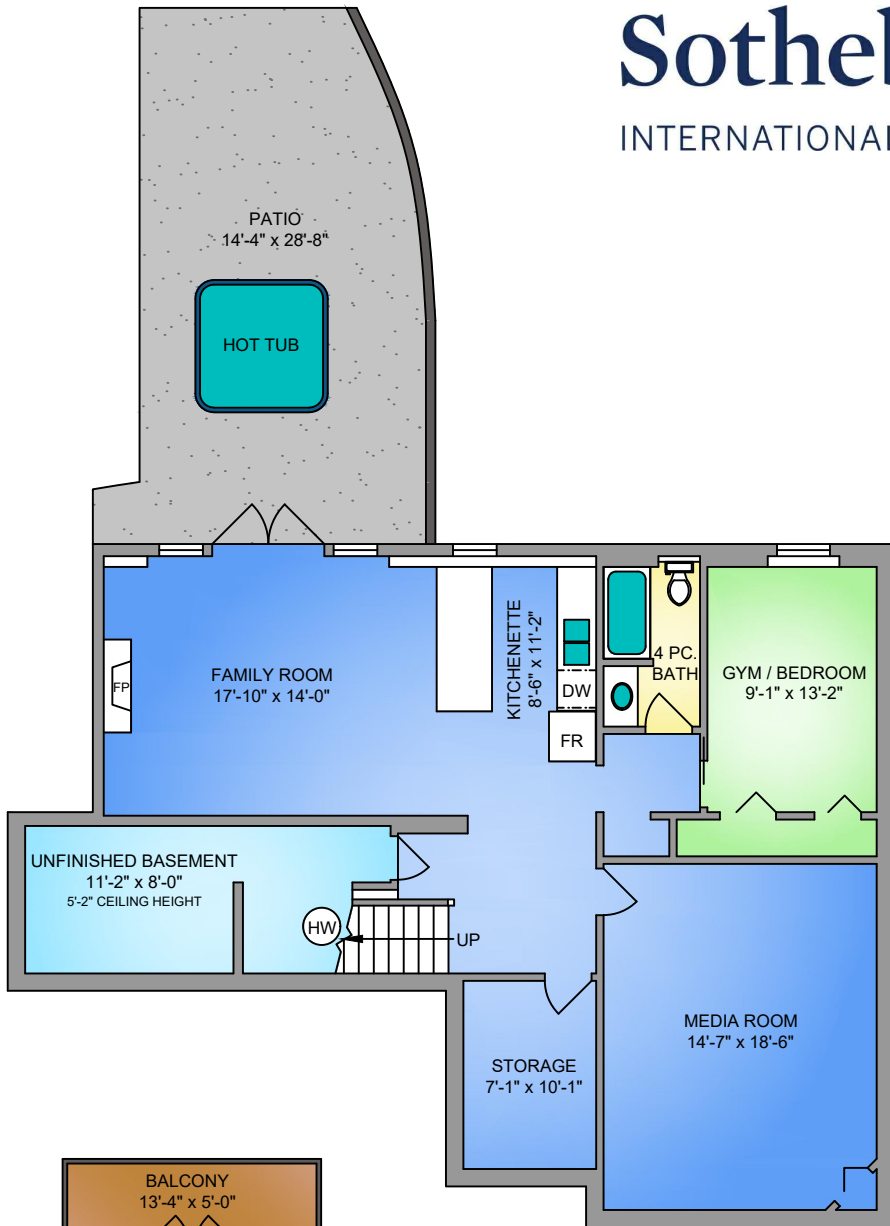 Sothe
INTERNATIONAL
PATIO
14'-4" x 28'-8"
HOT TUB
FAMILY ROOM
17'-10" x 14'-0"
FP
KITCHENETTE
8'-6" x 11'-2"
DW
FR
4 PC.
BATH
GYM / BEDROOM
9'-1" x 13'-2"
UNFINISHED BASEMENT
11'-2" x 8'-0"
5'-2" CEILING HEIGHT
HW
UP
MEDIA ROOM
14'-7" x 18'-6"
STORAGE
7'-1" x 10'-1"
BALCONY
13'-4" x 5'-0"